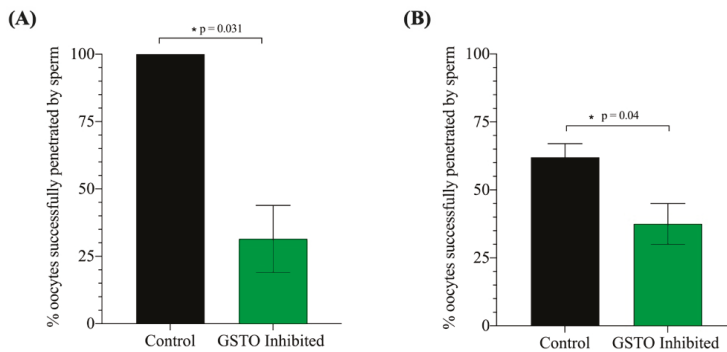 (A)
* p = 0.031
% oocytes successfully penetrated by sperm
100
75
50
25
0
Control
GSTO Inhibited
(B)
* p = 0.04
% oocytes successfully penetrated by sperm
100
75
50
25
0
Control
GSTO Inhibited